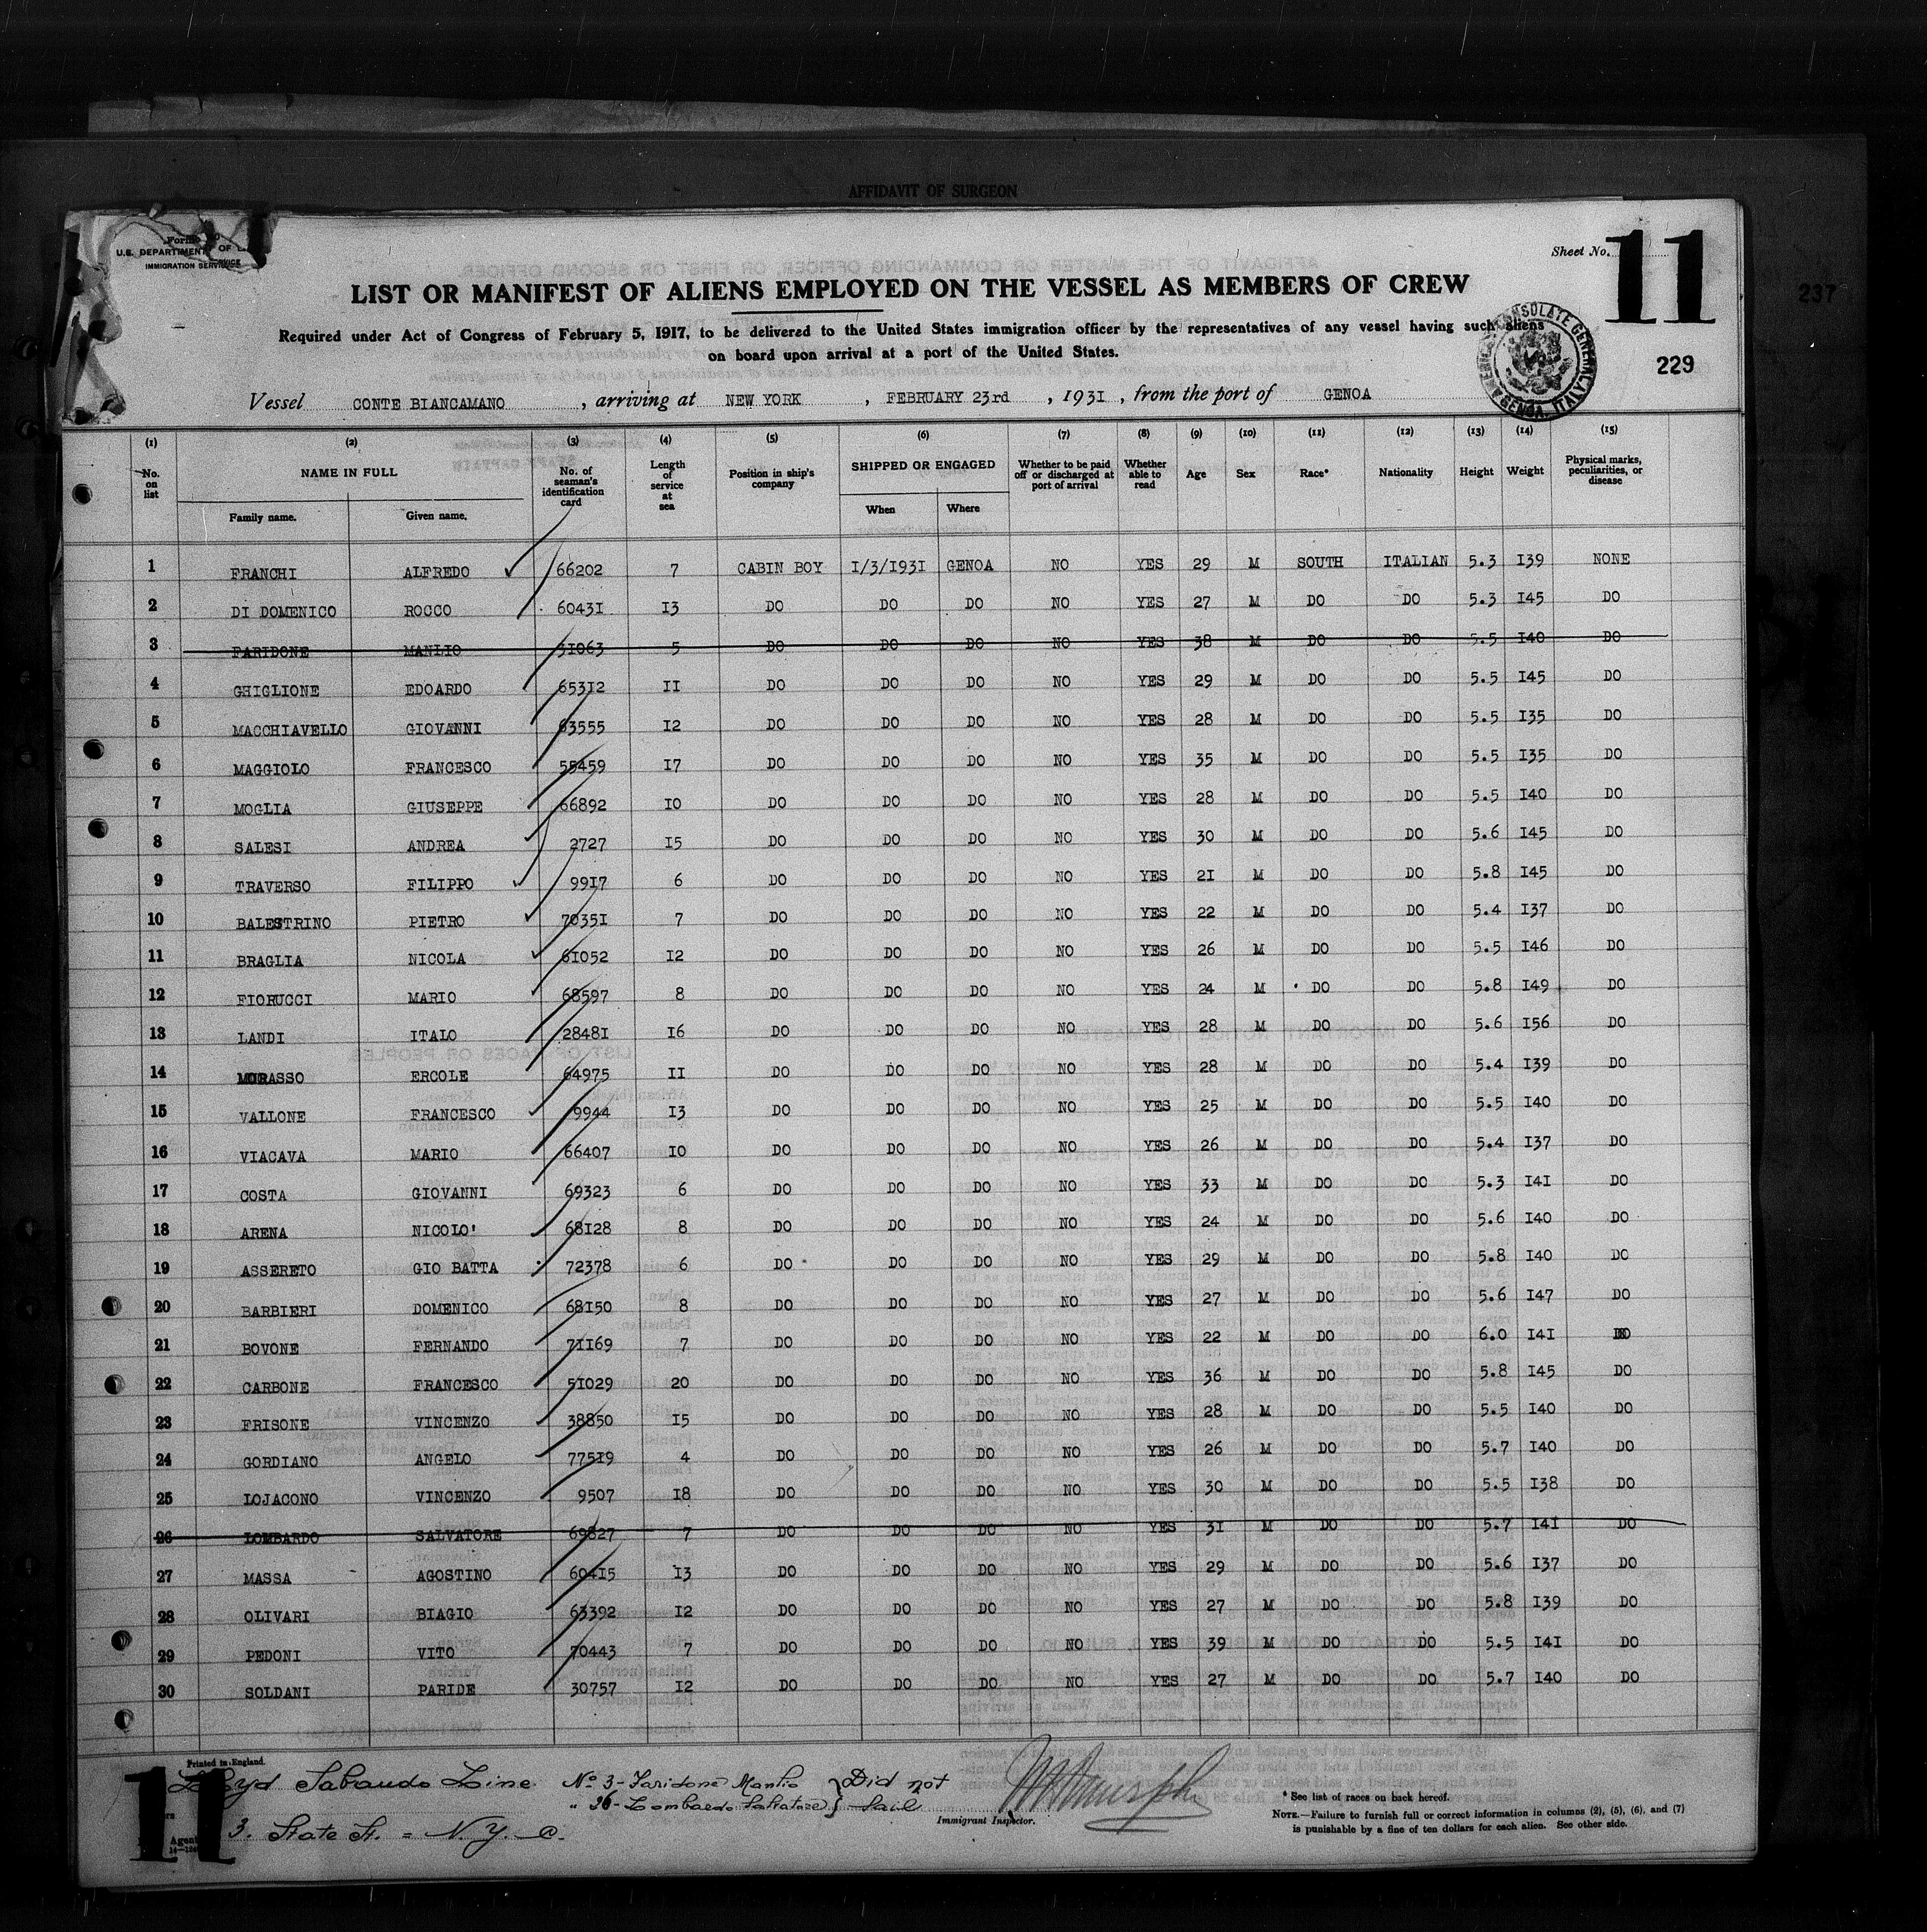 AFFIDAVIT OF SURGEON
Form
U.S. DEPARTMENT OF
IMMIGRATION SERVICE
Sheet No. 11
237
LIST OR MANIFEST OF ALIENS EMPLOYED ON THE VESSEL AS MEMBERS OF CREW
Required under Act of Congress of February 5, 1917, to be delivered to the United States immigration officer by the representatives of any vessel having such aliens
on board upon arrival at a port of the United States.
AMERICAN CONSOLATE GENERAL GENOA, ITALY
229
Vessel CONTE BIANCAMANO, arriving at NEW YORK, FEBRUARY 23rd, 1931, from the port of GENOA
(1) (2) (3) (4) (5) (6) (7) (8) (9) (10) (11) (12) (13) (14) (15)
No. on list NAME IN FULL Family name. Given name. No. of seaman's identification card Length of service at sea Position in ship's company SHIPPED OR ENGAGED When Where Whether to be paid off or discharged at port of arrival Whether able to read Age Sex Race* Nationality Height Weight Physical marks, peculiarities, or disease
1 FRANCHI ALFREDO 66202 7 CABIN BOY 1/3/1931 GENOA NO YES 29 M SOUTH ITALIAN 5.3 139 NONE
2 DI DOMENICO ROCCO 60431 13 DO DO DO NO YES 27 M DO DO 5.3 145 DO
3 FARIDONE MANLIO 31063 5 DO DO DO NO YES 38 M DO DO 5.5 140 DO
4 GHIGLIONE EDOARDO 65312 11 DO DO DO NO YES 29 M DO DO 5.5 145 DO
5 MACCHIAVELLO GIOVANNI 63555 12 DO DO DO NO YES 28 M DO DO 5.5 135 DO
6 MAGGIOLO FRANCESCO 55459 17 DO DO DO NO YES 35 M DO DO 5.5 135 DO
7 MOGLIA GIUSEPPE 66892 10 DO DO DO NO YES 28 M DO DO 5.5 140 DO
8 SALESI ANDREA 2727 15 DO DO DO NO YES 30 M DO DO 5.6 145 DO
9 TRAVERSO FILIPPO 9917 6 DO DO DO NO YES 21 M DO DO 5.8 145 DO
10 BALESTRINO PIETRO 70351 7 DO DO DO NO YES 22 M DO DO 5.4 137 DO
11 BRAGLIA NICOLA 61052 12 DO DO DO NO YES 26 M DO DO 5.5 146 DO
12 FIORUCCI MARIO 68597 8 DO DO DO NO YES 24 M DO DO 5.8 149 DO
13 LANDI ITALO 28481 16 DO DO DO NO YES 28 M DO DO 5.6 156 DO
14 MORASSO ERCOLE 64975 11 DO DO DO NO YES 28 M DO DO 5.4 139 DO
15 VALLONE FRANCESCO 9944 13 DO DO DO NO YES 25 M DO DO 5.5 140 DO
16 VIACAVA MARIO 66407 10 DO DO DO NO YES 26 M DO DO 5.4 137 DO
17 COSTA GIOVANNI 69323 6 DO DO DO NO YES 33 M DO DO 5.3 141 DO
18 ARENA NICOLO' 68128 8 DO DO DO NO YES 24 M DO DO 5.6 140 DO
19 ASSERETO GIO BATTA 72378 6 DO DO DO NO YES 29 M DO DO 5.8 140 DO
20 BARBIERI DOMENICO 68150 8 DO DO DO NO YES 27 M DO DO 5.6 147 DO
21 BOVONE FERNANDO 71169 7 DO DO DO NO YES 22 M DO DO 6.0 141 DO
22 CARBONE FRANCESCO 51029 20 DO DO DO NO YES 36 M DO DO 5.8 145 DO
23 FRISONE VINCENZO 38850 15 DO DO DO NO YES 28 M DO DO 5.5 140 DO
24 GORDIANO ANGELO 77519 4 DO DO DO NO YES 26 M DO DO 5.7 140 DO
25 LOJACONO VINCENZO 9507 18 DO DO DO NO YES 30 M DO DO 5.5 138 DO
26 LOMBARDO SALVATORE 69827 7 DO DO DO NO YES 31 M DO DO 5.7 141 DO
27 MASSA AGOSTINO 60415 13 DO DO DO NO YES 29 M DO DO 5.6 137 DO
28 OLIVARI BIAGIO 63392 12 DO DO DO NO YES 27 M DO DO 5.8 139 DO
29 PEDONI VITO 70443 7 DO DO DO NO YES 39 M DO DO 5.5 141 DO
30 SOLDANI PARIDE 30757 12 DO DO DO NO YES 27 M DO DO 5.7 140 DO
Printed in England.
11
Lloyd Sabaudo Line No 3 - Faridone Manlio } Did not
" 26 - Lombardo Salvatore } sail
3. State St. = N.Y. C.
Immigrant Inspector.
* See list of races on back hereof.
NOTE.—Failure to furnish full or correct information in columns (2), (5), (6), and (7)
is punishable by a fine of ten dollars for each alien. See other side.